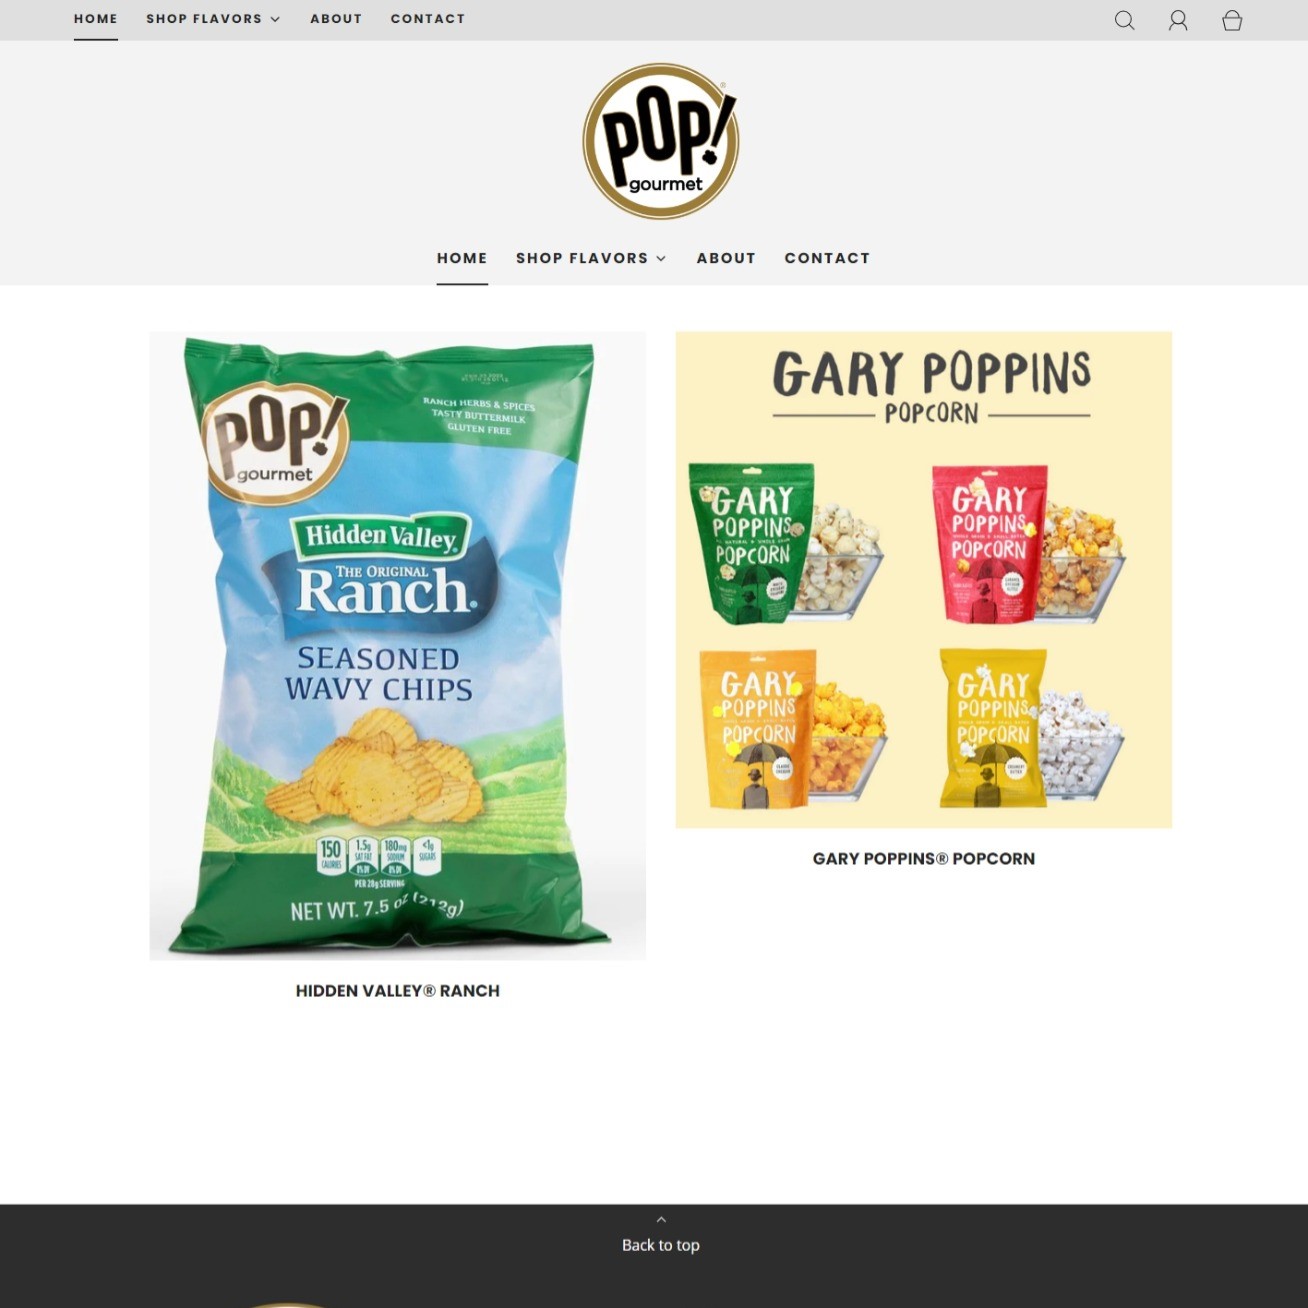 HOME SHOP FLAVORS ABOUT CONTACT
POP!
gourmet
®
HOME SHOP FLAVORS ABOUT CONTACT
RANCH HERBS & SPICES
TASTY BUTTERMILK
GLUTEN FREE
POP!
gourmet
Hidden Valley®
THE ORIGINAL
Ranch®
SEASONED
WAVY CHIPS
150
CALORIES
1.5g
SAT FAT
8% DV
180mg
SODIUM
8% DV
<1g
SUGARS
PER 28g SERVING
NET WT. 7.5 oz (212g)
HIDDEN VALLEY® RANCH
GARY POPPINS
POPCORN
GARY
POPPINS
POPCORN
GARY
POPPINS
POPCORN
GARY
POPPINS
POPCORN
GARY
POPPINS
POPCORN
GARY POPPINS® POPCORN
Back to top